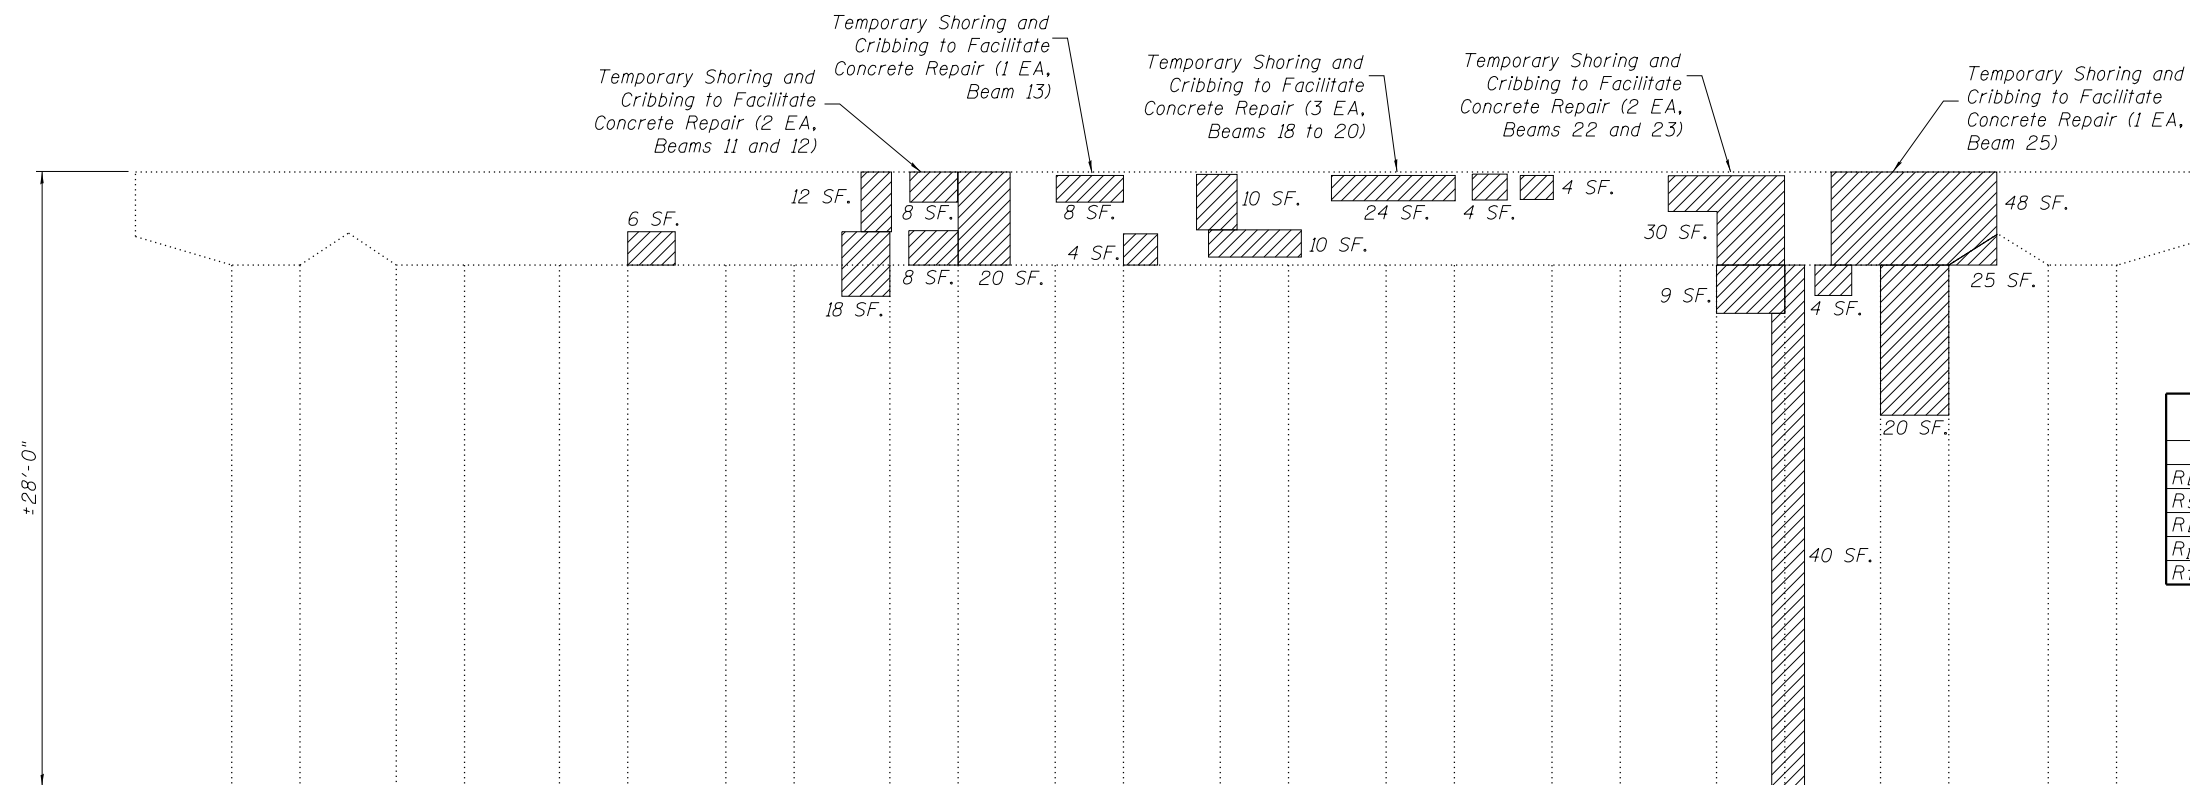 Temporary Shoring and
Cribbing to Facilitate
Concrete Repair (1 EA,
Beam 13)
Temporary Shoring and
Cribbing to Facilitate
Concrete Repair (2 EA,
Beams 11 and 12)
Temporary Shoring and
Cribbing to Facilitate
Concrete Repair (3 EA,
Beams 18 to 20)
Temporary Shoring and
Cribbing to Facilitate
Concrete Repair (2 EA,
Beams 22 and 23)
Temporary Shoring and
Cribbing to Facilitate
Concrete Repair (1 EA,
Beam 25)
12 SF.
6 SF.
8 SF.
8 SF.
18 SF.
20 SF.
8 SF.
4 SF.
10 SF.
10 SF.
24 SF.
4 SF.
4 SF.
30 SF.
9 SF.
48 SF.
25 SF.
4 SF.
20 SF.
40 SF.
±28'-0"